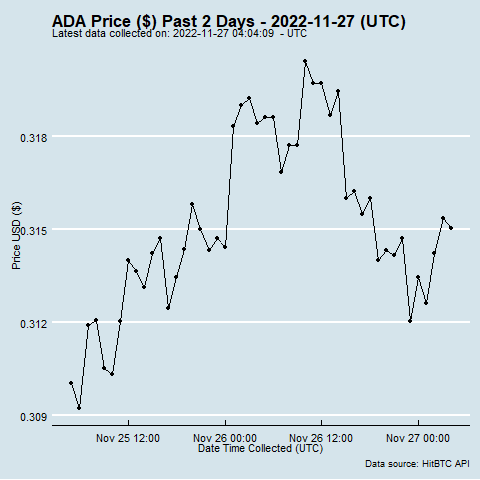 ADA Price ($) Past 2 Days - 2022-11-27 (UTC)
Latest data collected on: 2022-11-27 04:04:09 - UTC
0.318
0.315
0.312
0.309
Price USD ($)
Nov 25 12:00 Nov 26 00:00 Nov 26 12:00 Nov 27 00:00
Date Time Collected (UTC)
Data source: HitBTC API